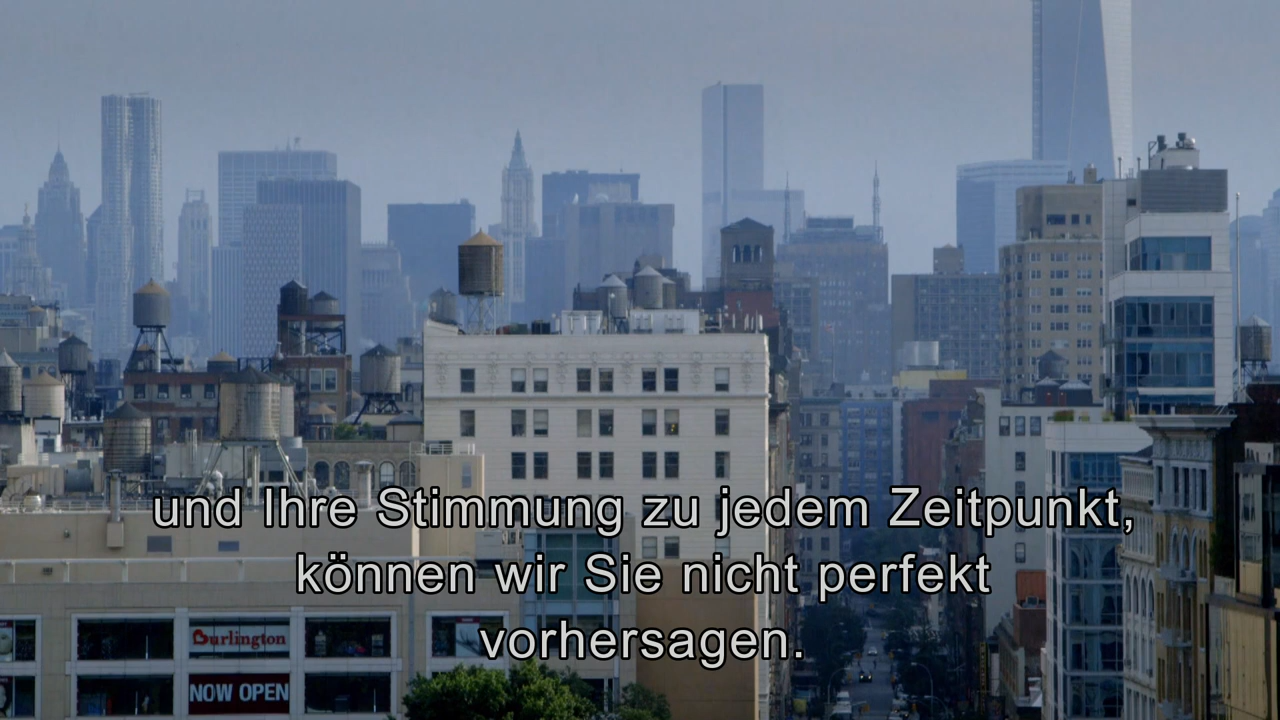 und Ihre Stimmung zu jedem Zeitpunkt,
können wir Sie nicht perfekt
vorhersagen.
Burlington
NOW OPEN